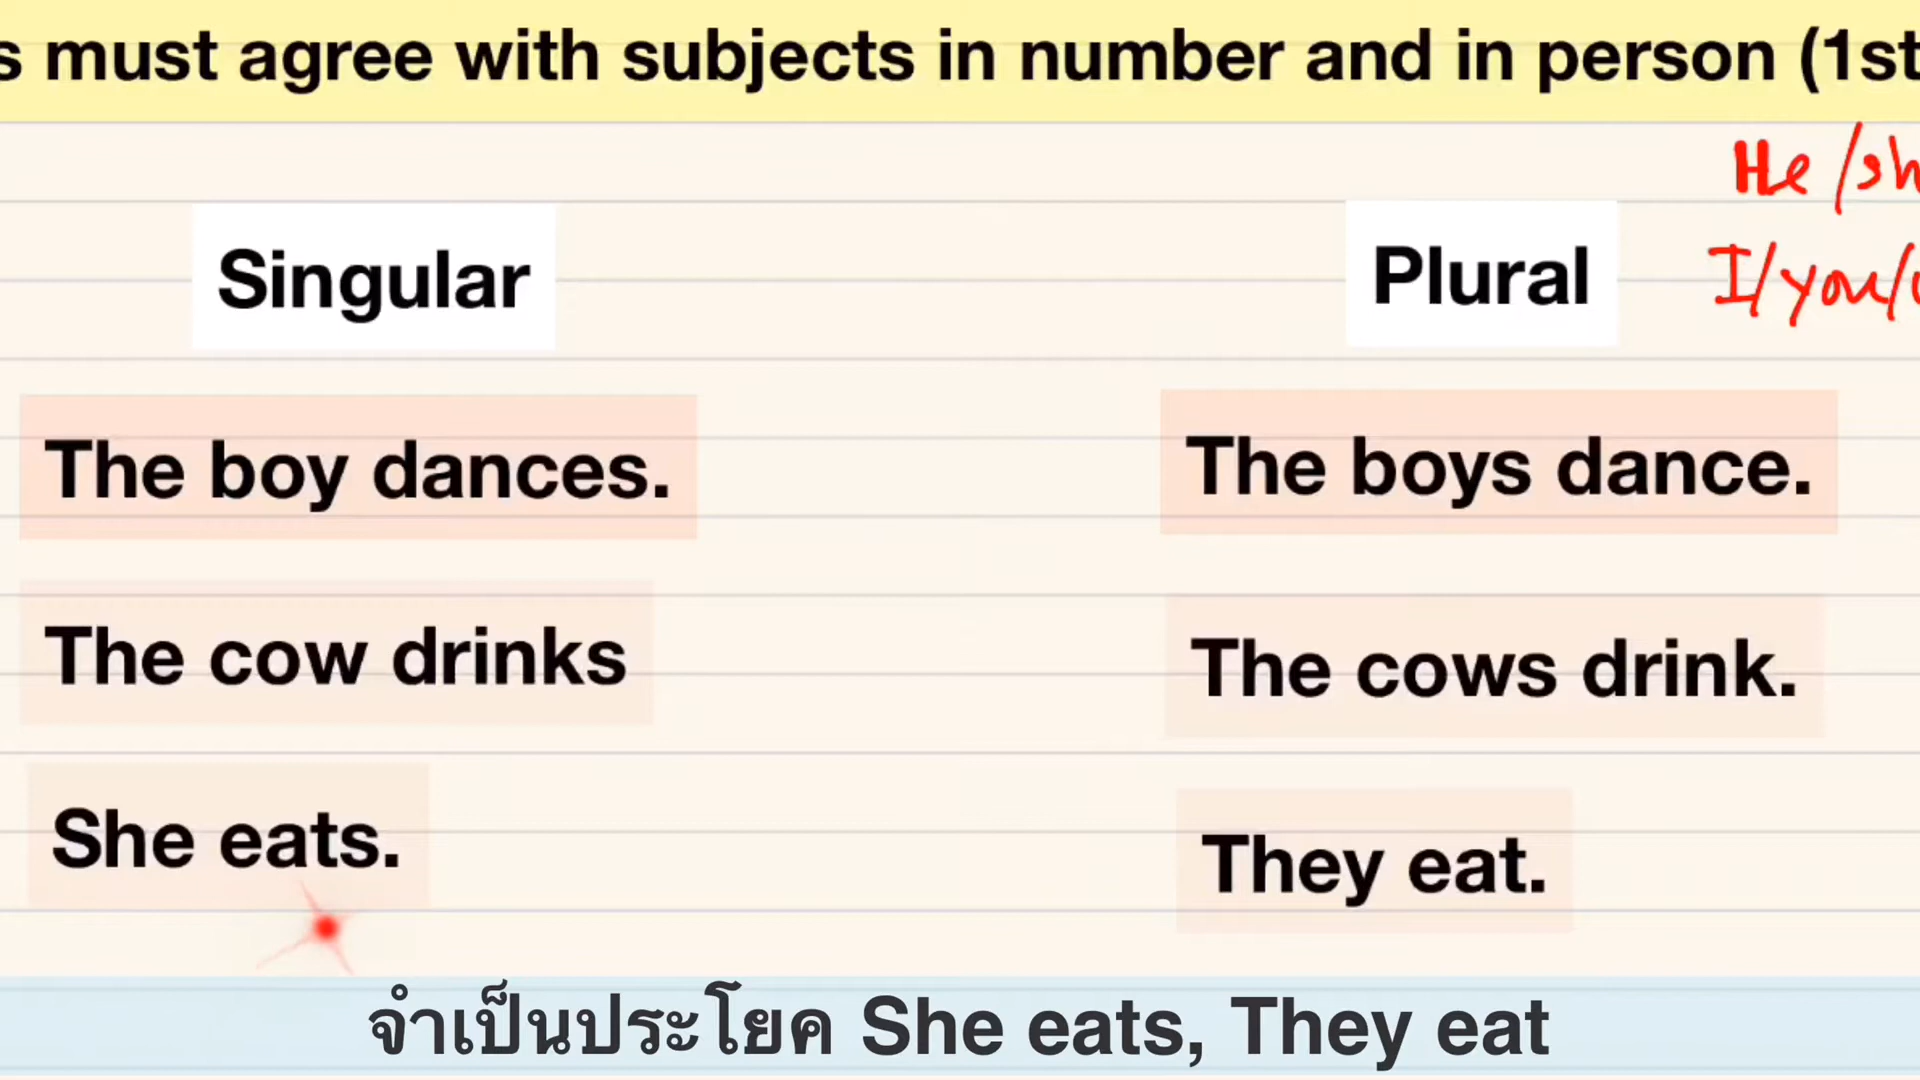 must agree with subjects in number and in person (1st
He /sh
Singular
Plural
I/you/
The boy dances.
The boys dance.
The cow drinks
The cows drink.
She eats.
They eat.
จำเป็นประโยค She eats, They eat